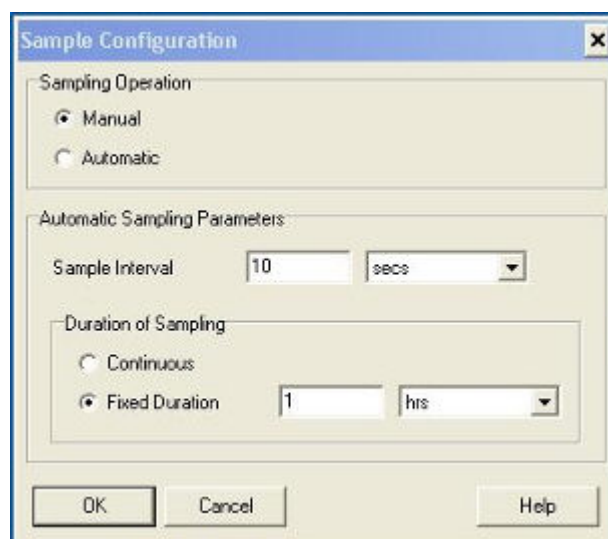 Sample Configuration
Sampling Operation
Manual
Automatic
Automatic Sampling Parameters
Sample Interval 10 secs
Duration of Sampling
Continuous
Fixed Duration 1 hrs
OK Cancel Help